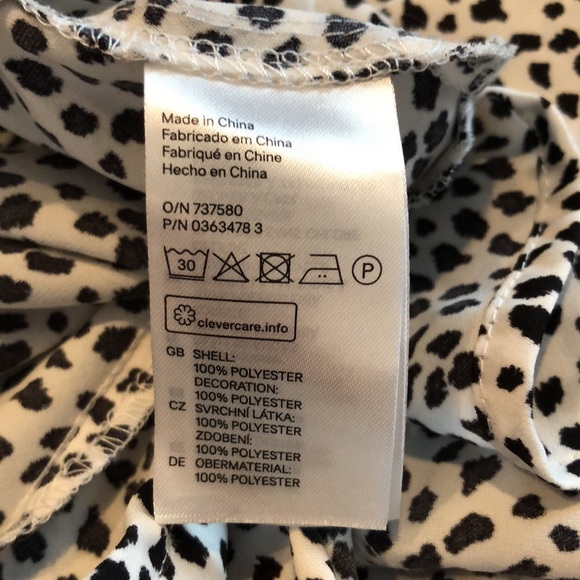 Made in China
Fabricado em China
Fabriqué en Chine
Hecho en China
O/N 737580
P/N 0363478 3
30 P
clevercare.info
GB SHELL:
100% POLYESTER
DECORATION:
100% POLYESTER
CZ SVRCHNÍ LÁTKA:
100% POLYESTER
ZDOBENÍ:
100% POLYESTER
DE OBERMATERIAL:
100% POLYESTER